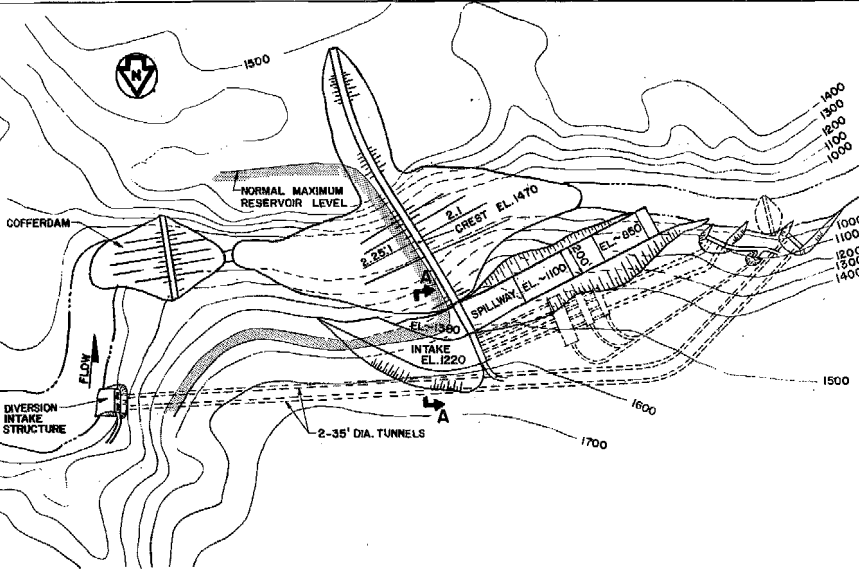 1500
N
1400
1300
1200
1100
1000
NORMAL MAXIMUM
RESERVOIR LEVEL
COFFERDAM
2.1
CREST EL.1470
2.25:1
A
SPILLWAY
EL.~1100
200'
EL.~850
1000
1100
1200
1300
1400
EL.~1380
INTAKE
EL.1220
FLOW
DIVERSION
INTAKE
STRUCTURE
A
2-35' DIA. TUNNELS
1500
1600
1700